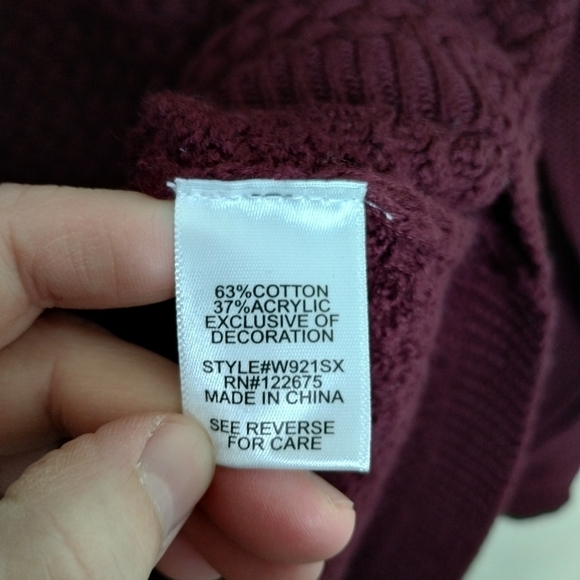 63%COTTON
37%ACRYLIC
EXCLUSIVE OF
DECORATION
STYLE#W921SX
RN#122675
MADE IN CHINA
SEE REVERSE
FOR CARE